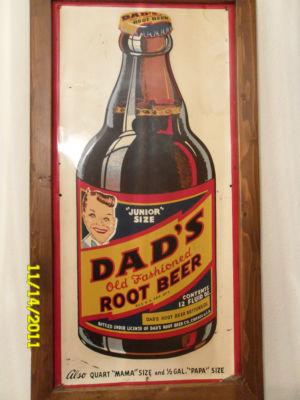 DAD'S
ROOT BEER
"JUNIOR"
SIZE
DAD'S
Old Fashioned
ROOT BEER
CONTENTS
12 FLUID OZ.
DAD'S ROOT BEER BOTTLING CO.
BOTTLED UNDER LICENSE OF DAD'S ROOT BEER CO., CHICAGO
Also QUART "MAMA" SIZE and ½ GAL. "PAPA" SIZE
11/14/2011